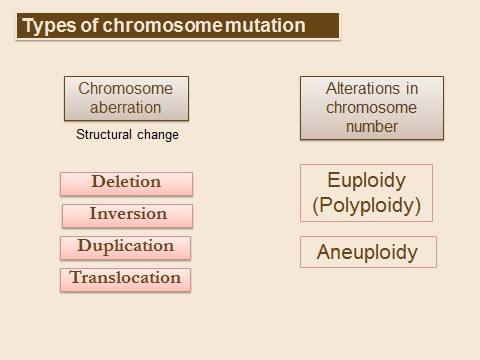 Types of chromosome mutation
Chromosome
aberration
Structural change
Deletion
Inversion
Duplication
Translocation
Alterations in
chromosome
number
Euploidy
(Polyploidy)
Aneuploidy